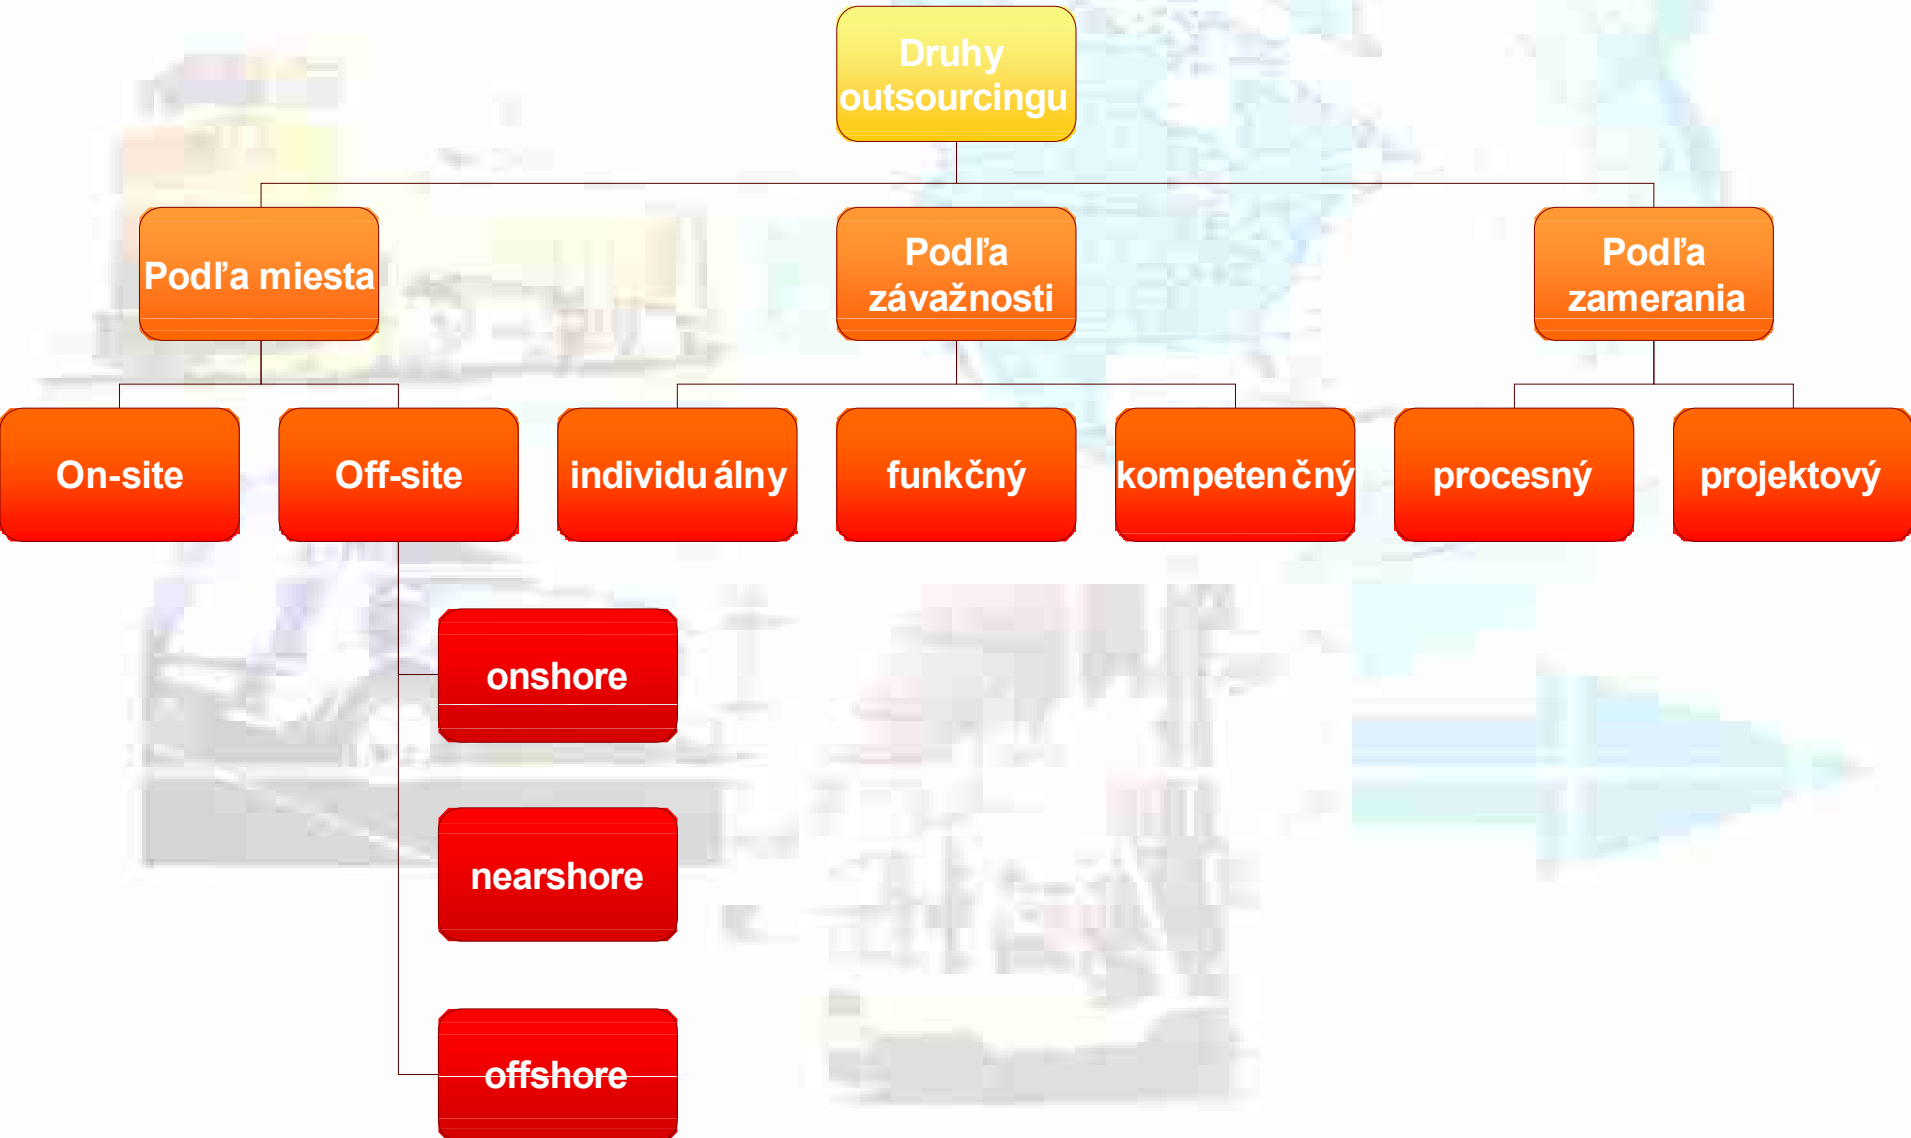 Druhy
outsourcingu
Podľa miesta
Podľa
závažnosti
Podľa
zamerania
On-site
Off-site
individuálny
funkčný
kompetenčný
procesný
projektový
onshore
nearshore
offshore